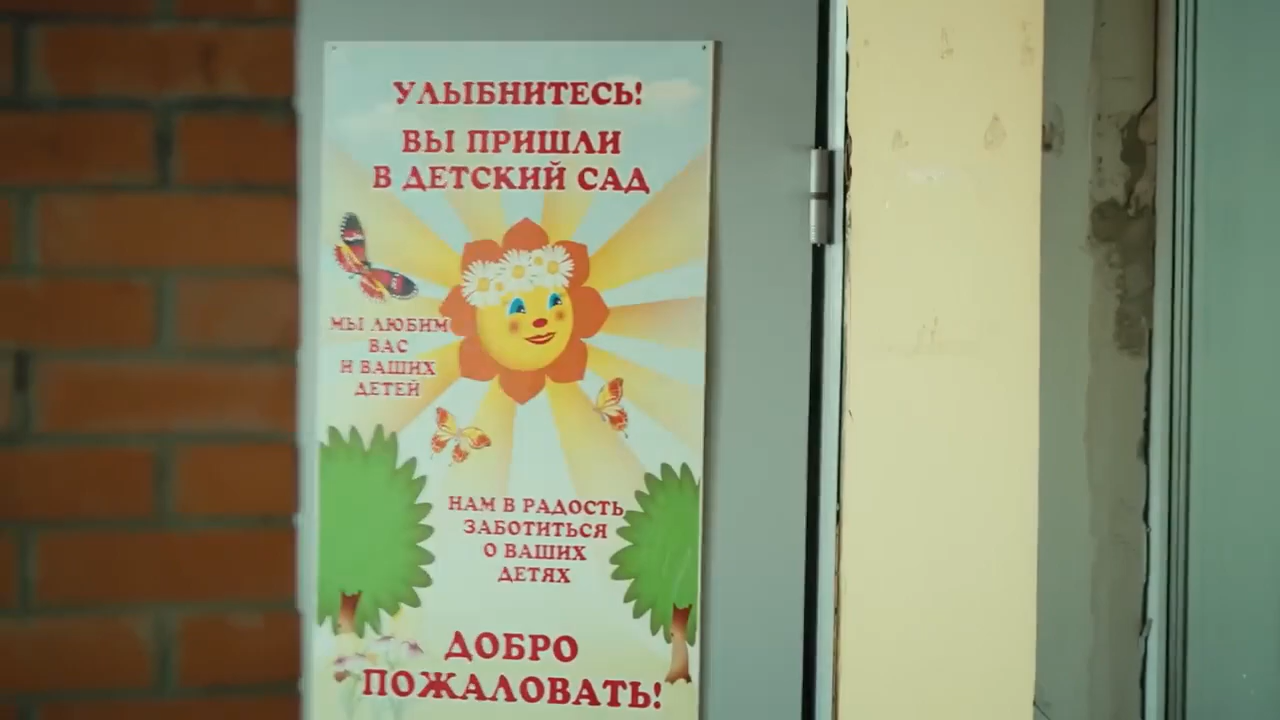 УЛЫБНИТЕСЬ!
ВЫ ПРИШЛИ
В ДЕТСКИЙ САД
МЫ ЛЮБИМ
ВАС
И ВАШИХ
ДЕТЕЙ
НАМ В РАДОСТЬ
ЗАБОТИТЬСЯ
О ВАШИХ
ДЕТЯХ
ДОБРО
ПОЖАЛОВАТЬ!